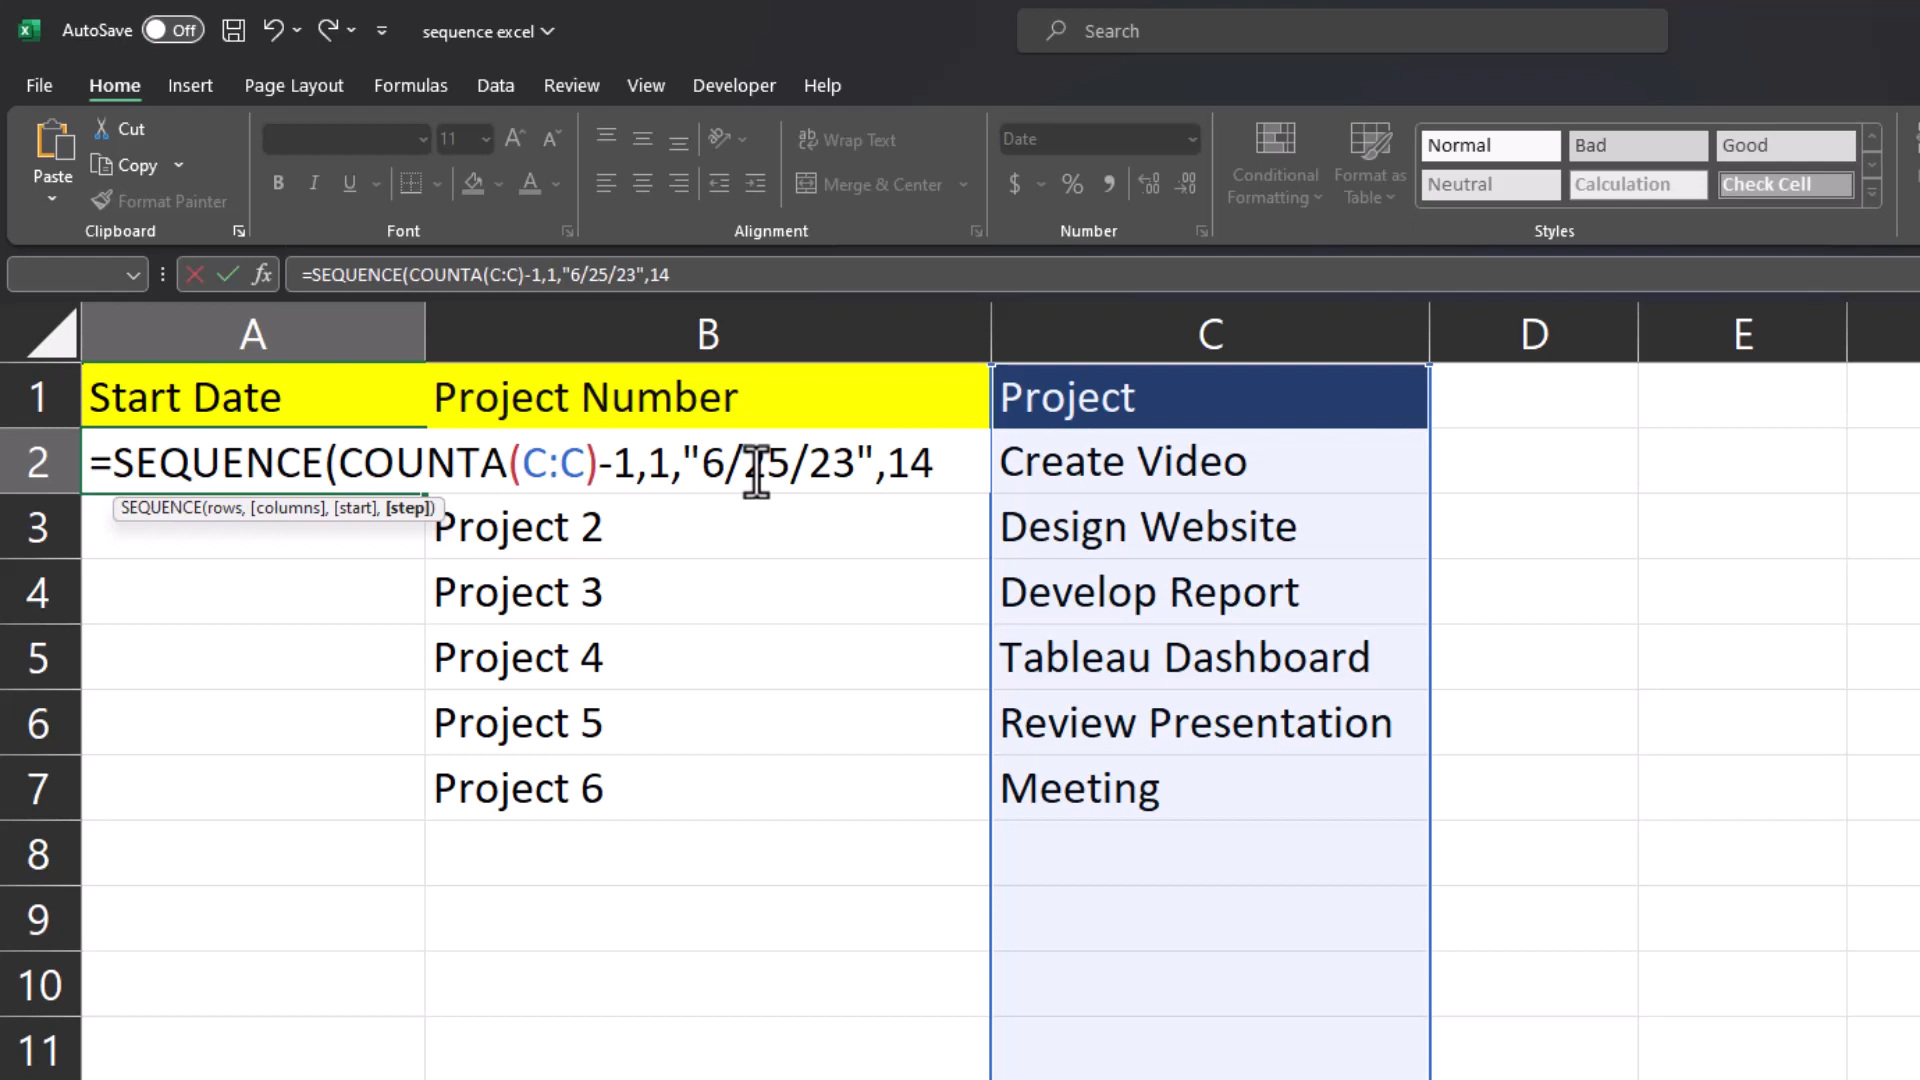 AutoSave Off sequence excel Search
File Home Insert Page Layout Formulas Data Review View Developer Help
Paste
Cut
Copy
Format Painter
Clipboard
11
B I U A
Font
Wrap Text
Merge & Center
Alignment
Date
$ % 9
Number
Conditional Formatting
Format as Table
Normal Bad Good
Neutral Calculation Check Cell
Styles
fx =SEQUENCE(COUNTA(C:C)-1,1,"6/25/23",14
A B C D E
1 Start Date Project Number Project
2 =SEQUENCE(COUNTA(C:C)-1,1,"6/25/23",14 Create Video
SEQUENCE(rows, [columns], [start], [step])
3 Project 2 Design Website
4 Project 3 Develop Report
5 Project 4 Tableau Dashboard
6 Project 5 Review Presentation
7 Project 6 Meeting
8
9
10
11